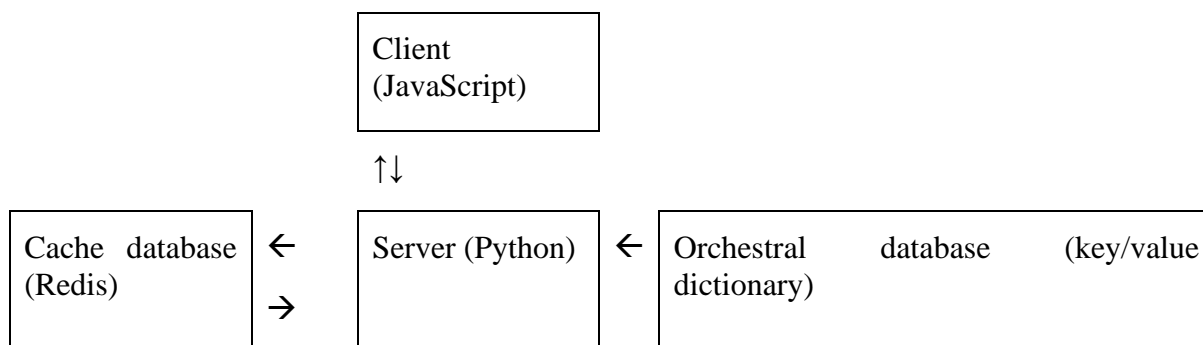 Client
(JavaScript)
↑↓
Cache database
(Redis)
←
→
Server (Python)
←
Orchestral database (key/value
dictionary)